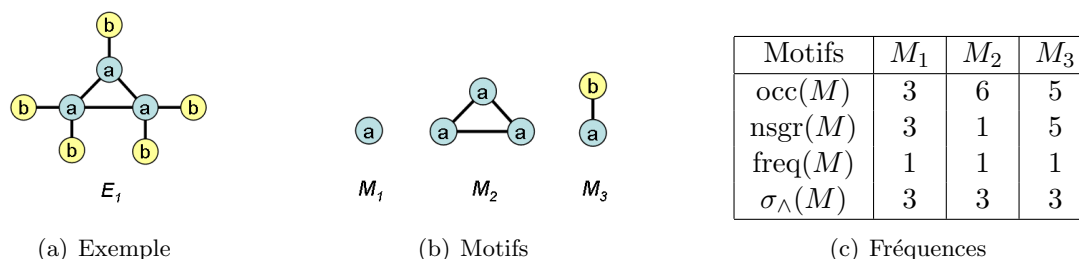 b
a
b a a b
b b
E1
a
a
a a
b
a
M1 M2 M3
Motifs M1 M2 M3
occ(M) 3 6 5
nsgr(M) 3 1 5
freq(M) 1 1 1
σ∧(M) 3 3 3
(a) Exemple (b) Motifs (c) Fréquences